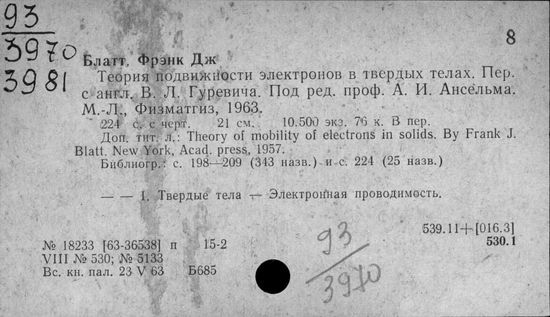 93
3970
3981
8
Блатт, Фрэнк Дж
Теория подвижности электронов в твердых телах. Пер.
с англ. В. Л. Гуревича. Под ред. проф. А. И. Ансельма.
М.-Л., Физматгиз, 1963.
224 с. с черт. 21 см. 10.500 экз. 76 к. В пер.
Доп. тит. л.: Theory of mobility of electrons in solids. By Frank J.
Blatt. New York, Acad. press, 1957.
Библиогр.: с. 198—209 (343 назв.) и с. 224 (25 назв.)
— — 1. Твердые тела — Электронная проводимость.
539.11+[016.3]
530.1
№ 18233 [63-36538] п 15-2
VIII № 530; № 5133
Вс. кн. пал. 23 V 63 Б685
93
3970